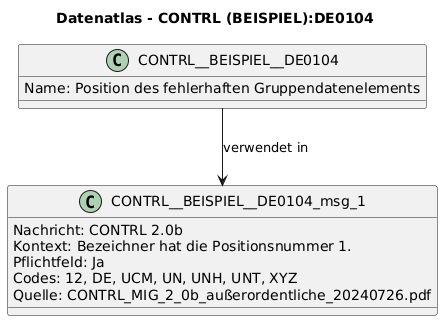 Datenatlas - CONTRL (BEISPIEL):DE0104
C CONTRL__BEISPIEL__DE0104
Name: Position des fehlerhaften Gruppendatenelements
verwendet in
C CONTRL__BEISPIEL__DE0104_msg_1
Nachricht: CONTRL 2.0b
Kontext: Bezeichner hat die Positionsnummer 1.
Pflichtfeld: Ja
Codes: 12, DE, UCM, UN, UNH, UNT, XYZ
Quelle: CONTRL_MIG_2_0b_außerordentliche_20240726.pdf